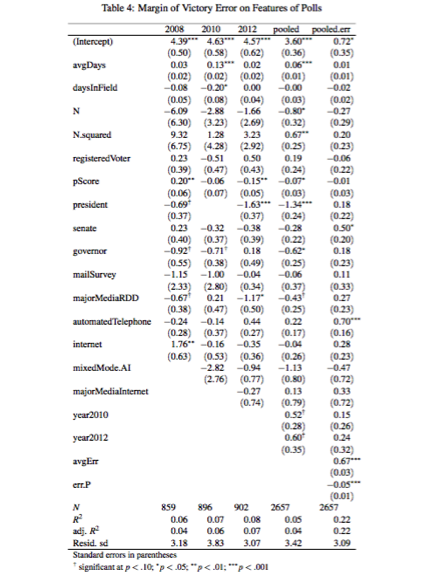 Table 4: Margin of Victory Error on Features of Polls
2008 2010 2012 pooled pooled.err
(Intercept) 4.39*** 4.63*** 4.57*** 3.60*** 0.72*
(0.50) (0.58) (0.62) (0.36) (0.35)
avgDays 0.03 0.13*** 0.02 0.06*** 0.01
(0.02) (0.02) (0.02) (0.01) (0.01)
daysInField −0.08 −0.20* 0.00 −0.00 −0.02
(0.05) (0.08) (0.04) (0.03) (0.02)
N −6.09 −2.88 −1.66 −0.80* −0.27
(6.30) (3.23) (2.69) (0.32) (0.29)
N.squared 9.32 1.28 3.23 0.67** 0.20
(6.75) (4.28) (2.92) (0.25) (0.23)
registeredVoter 0.23 −0.51 0.50 0.19 −0.06
(0.39) (0.47) (0.43) (0.24) (0.22)
pScore 0.20** −0.06 −0.15** −0.07* −0.01
(0.06) (0.07) (0.05) (0.03) (0.03)
president −0.69† −1.63*** −1.34*** 0.18
(0.37) (0.37) (0.24) (0.22)
senate 0.23 −0.32 −0.38 −0.28 0.50*
(0.40) (0.37) (0.39) (0.22) (0.20)
governor −0.92† −0.71† 0.18 −0.62* 0.18
(0.55) (0.38) (0.49) (0.25) (0.23)
mailSurvey −1.15 −1.00 −0.04 −0.06 0.11
(2.33) (2.80) (0.34) (0.37) (0.33)
majorMediaRDD −0.67† 0.21 −1.17* −0.43† 0.27
(0.38) (0.47) (0.50) (0.25) (0.23)
automatedTelephone −0.24 −0.14 0.44 0.22 0.70***
(0.28) (0.37) (0.27) (0.17) (0.16)
internet 1.76** −0.16 −0.35 −0.04 0.28
(0.63) (0.53) (0.36) (0.26) (0.23)
mixedMode.AI −2.82 −0.94 −1.13 −0.47
(2.76) (0.77) (0.80) (0.72)
majorMediaInternet −0.27 0.13 0.33
(0.74) (0.79) (0.72)
year2010 0.52† 0.15
(0.28) (0.26)
year2012 0.60† 0.24
(0.35) (0.32)
avgErr 0.67***
(0.03)
err.P −0.05***
(0.01)
N 859 896 902 2657 2657
R² 0.06 0.07 0.08 0.05 0.22
adj. R² 0.04 0.06 0.07 0.04 0.22
Resid. sd 3.18 3.83 3.07 3.42 3.09
Standard errors in parentheses
† significant at p < .10; *p < .05; **p < .01; ***p < .001